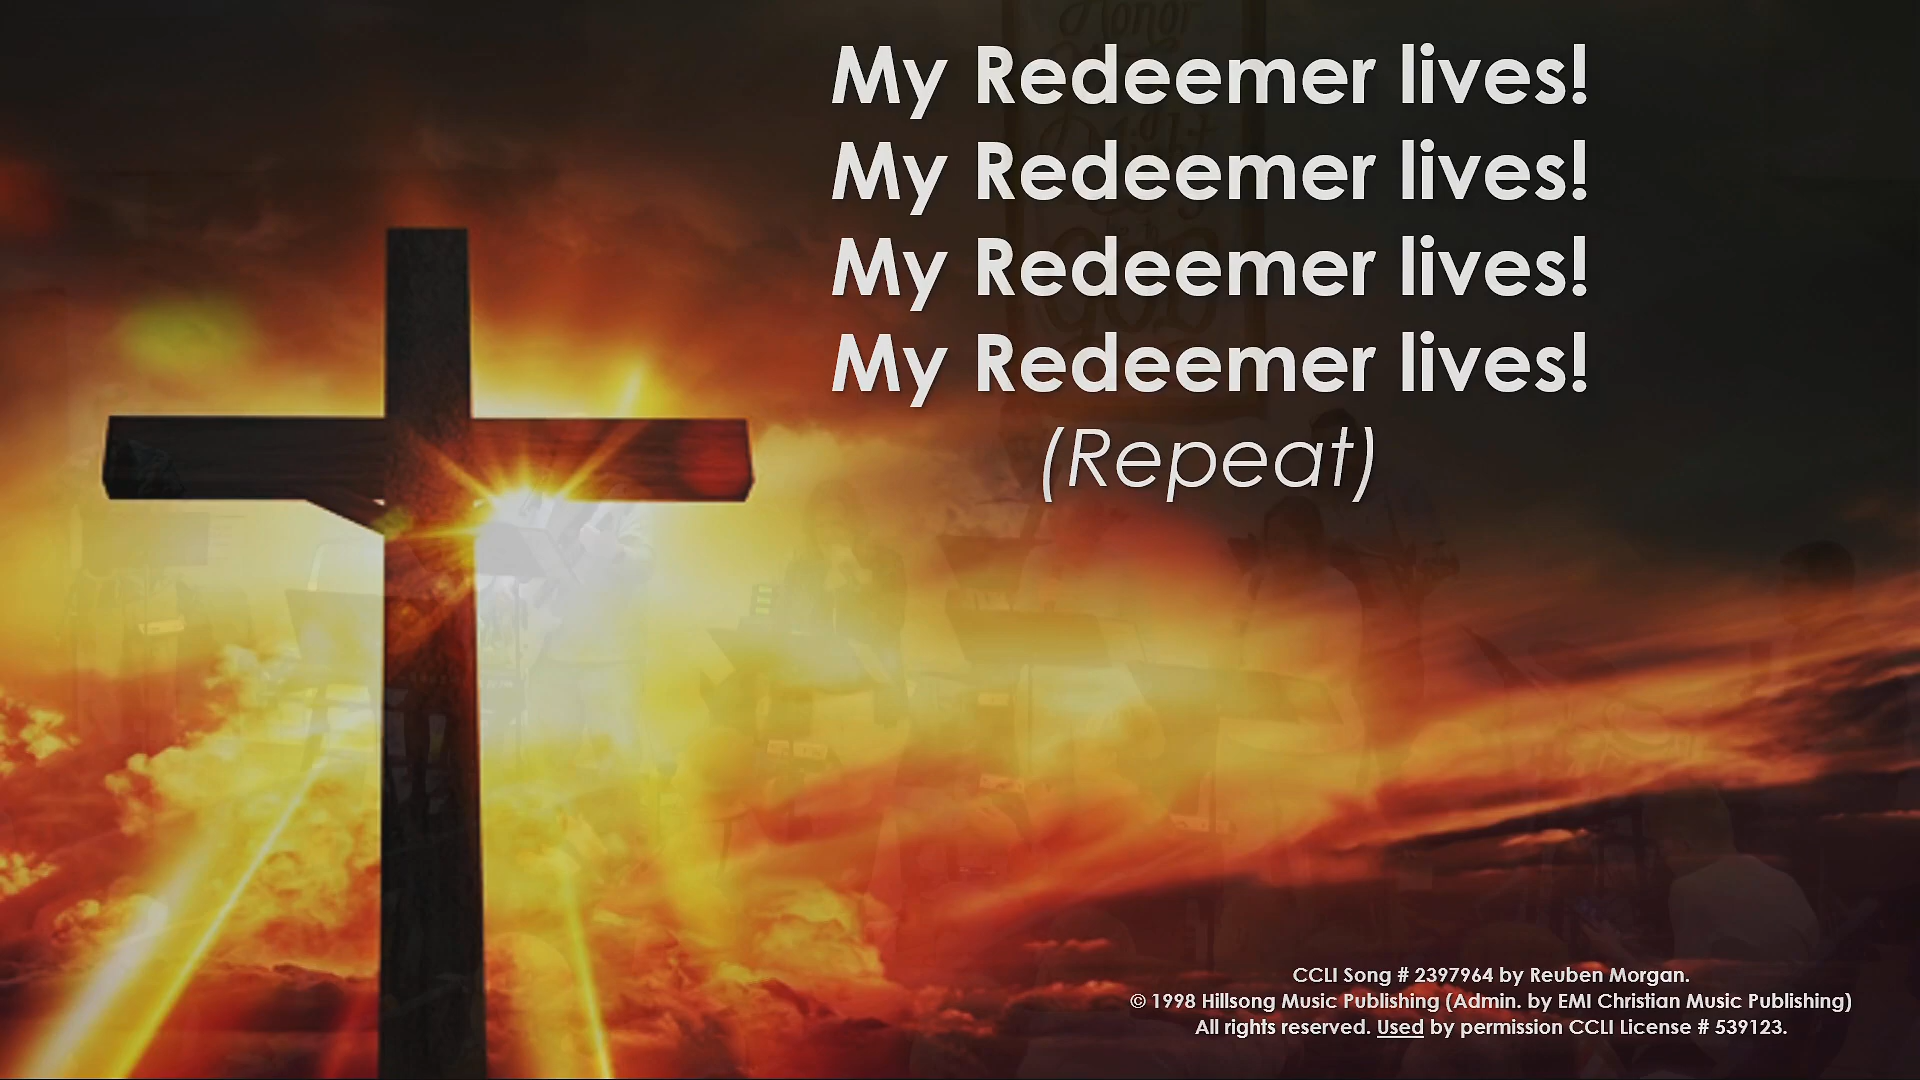 Honor
My Redeemer lives!
My Redeemer lives!
My Redeemer lives!
My Redeemer lives!
(Repeat)
CCLI Song # 2397964 by Reuben Morgan.
© 1998 Hillsong Music Publishing (Admin. by EMI Christian Music Publishing)
All rights reserved. Used by permission CCLI License # 539123.